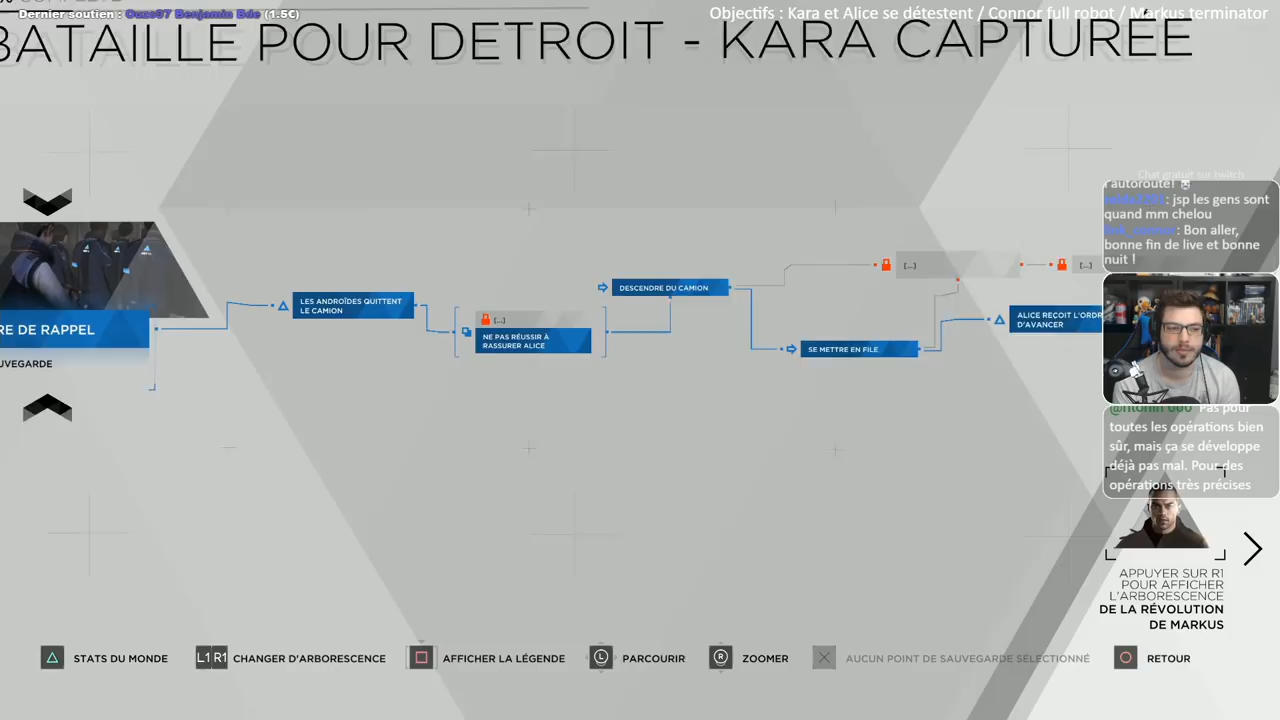 Dernier soutien : Ouze97 Benjamin Bde (1.5€)
Objectifs : Kara et Alice se détestent / Connor full robot / Markus terminator
BATAILLE POUR DETROIT - KARA CAPTURÉE
Chat gratuit sur twitch
l'autoroute!
: jsp les gens sont
quand mm chelou
: Bon aller,
bonne fin de live et bonne
nuit !
[...]
[...]
DESCENDRE DU CAMION
LES ANDROÏDES QUITTENT
LE CAMION
[...]
NE PAS RÉUSSIR À
RASSURER ALICE
ALICE REÇOIT L'ORDR
D'AVANCER
RE DE RAPPEL
SE METTRE EN FILE
UVEGARDE
Pas pour
toutes les opérations bien
sûr, mais ça se développe
déjà pas mal. Pour des
opérations très précises
APPUYER SUR R1
POUR AFFICHER
L'ARBORESCENCE
DE LA RÉVOLUTION
DE MARKUS
STATS DU MONDE
L1 R1 CHANGER D'ARBORESCENCE
AFFICHER LA LÉGENDE
L PARCOURIR
R ZOOMER
AUCUN POINT DE SAUVEGARDE SÉLECTIONNÉ
RETOUR